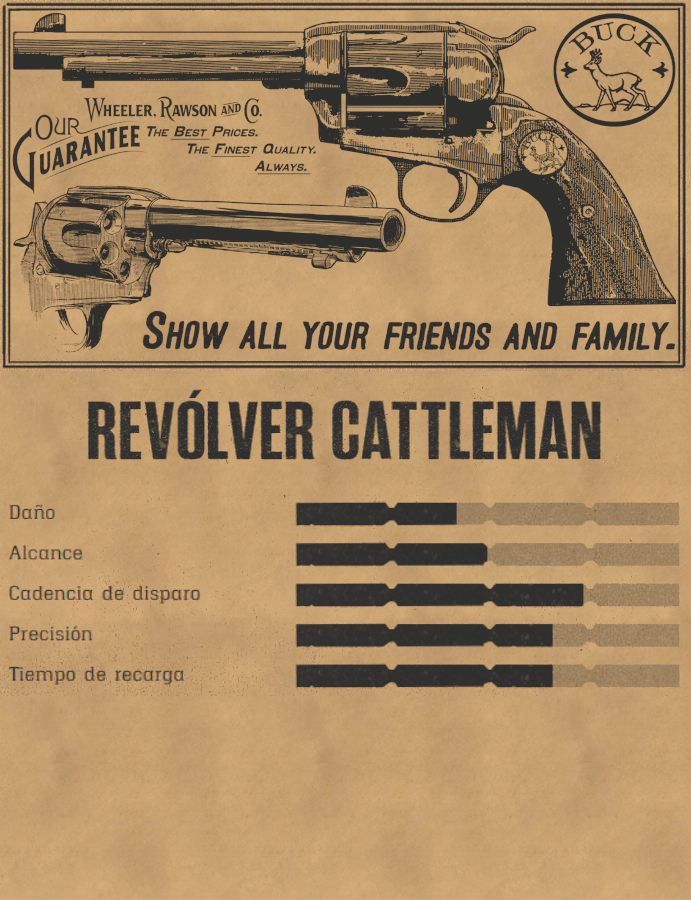 BUCK
WHEELER, RAWSON AND CO.
OUR
GUARANTEE
THE BEST PRICES.
THE FINEST QUALITY.
ALWAYS.
BUCK
SHOW ALL YOUR FRIENDS AND FAMILY.
REVÓLVER CATTLEMAN
Daño
Alcance
Cadencia de disparo
Precisión
Tiempo de recarga